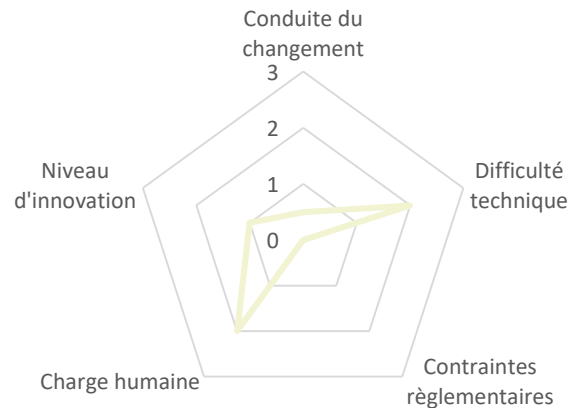 Conduite du
changement
3
2
1
0
Difficulté
technique
Contraintes
règlementaires
Charge humaine
Niveau
d'innovation